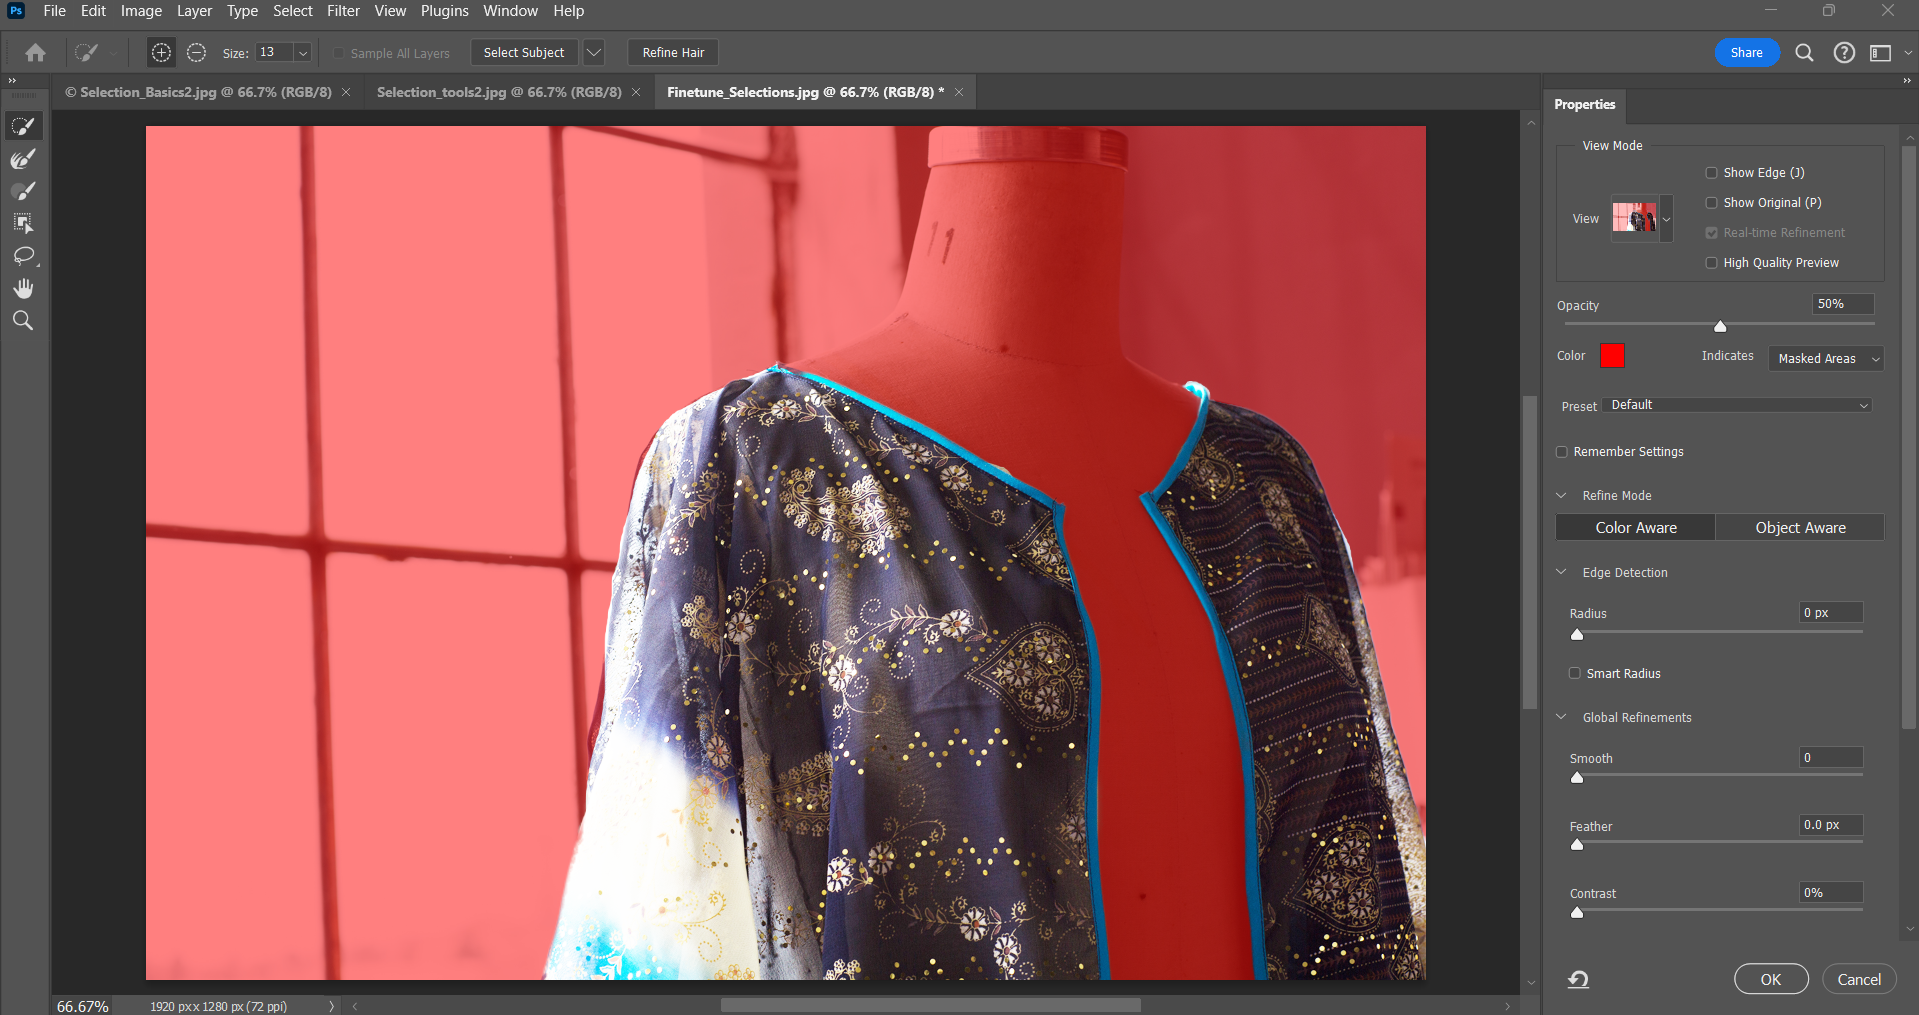 Ps File Edit Image Layer Type Select Filter View Plugins Window Help
Size: 13 Sample All Layers Select Subject Refine Hair Share
© Selection_Basics2.jpg @ 66.7% (RGB/8) Selection_tools2.jpg @ 66.7% (RGB/8) Finetune_Selections.jpg @ 66.7% (RGB/8) *
Properties
View Mode
Show Edge (J)
View
Show Original (P)
Real-time Refinement
High Quality Preview
Opacity 50%
Color Indicates Masked Areas
Preset Default
Remember Settings
Refine Mode
Color Aware Object Aware
Edge Detection
Radius 0 px
Smart Radius
Global Refinements
Smooth 0
Feather 0.0 px
Contrast 0%
OK Cancel
11
66.67% 1920 px x 1280 px (72 ppi)